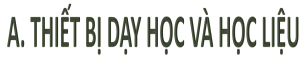 A. THIẾT BỊ DẠY HỌC VÀ HỌC LIỆU